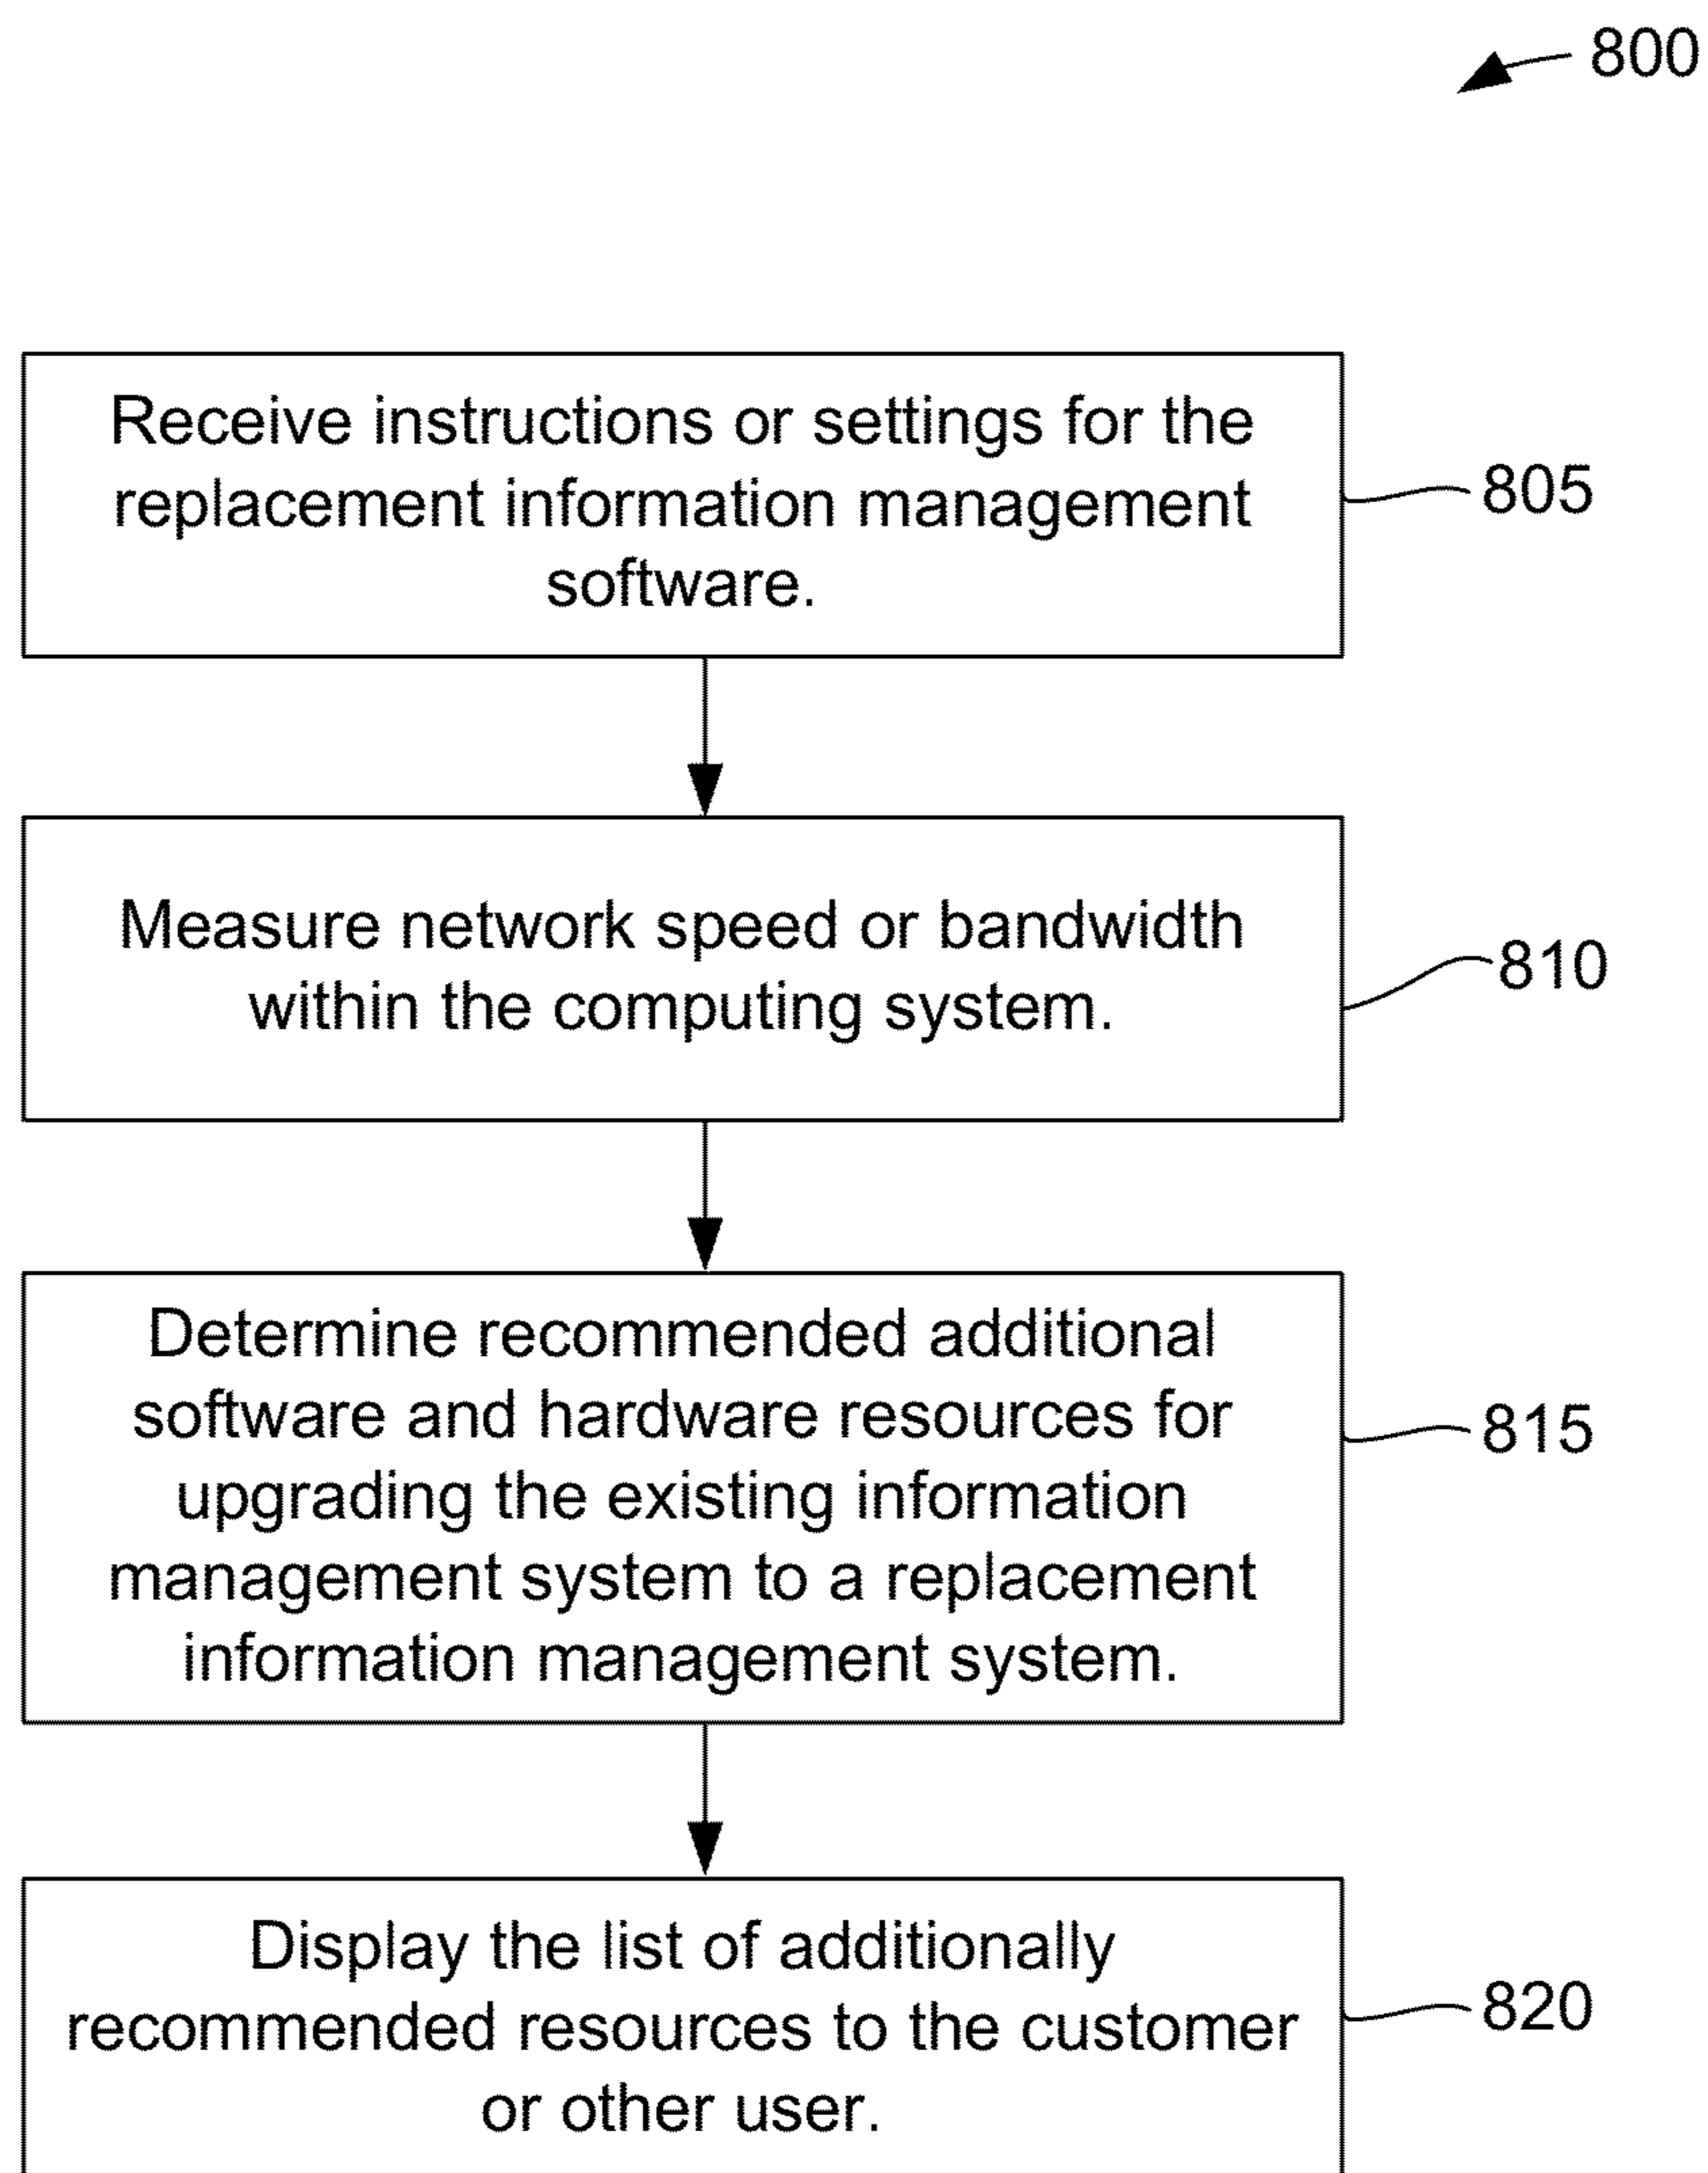 800
Receive instructions or settings for the
replacement information management
software.
805
Measure network speed or bandwidth
within the computing system.
810
Determine recommended additional
software and hardware resources for
upgrading the existing information
management system to a replacement
information management system.
815
Display the list of additionally
recommended resources to the customer
or other user.
820